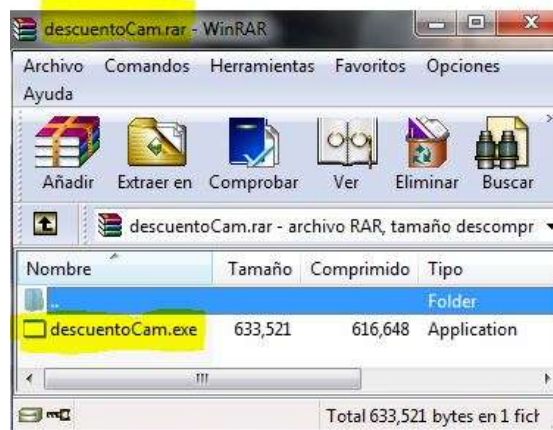 descuentoCam.rar - WinRAR
Archivo Comandos Herramientas Favoritos Opciones
Ayuda
Añadir Extraer en Comprobar Ver Eliminar Buscar
descuentoCam.rar - archivo RAR, tamaño descompr
Nombre Tamaño Comprimido Tipo
.. Folder
descuentoCam.exe 633,521 616,648 Application
Total 633,521 bytes en 1 fich